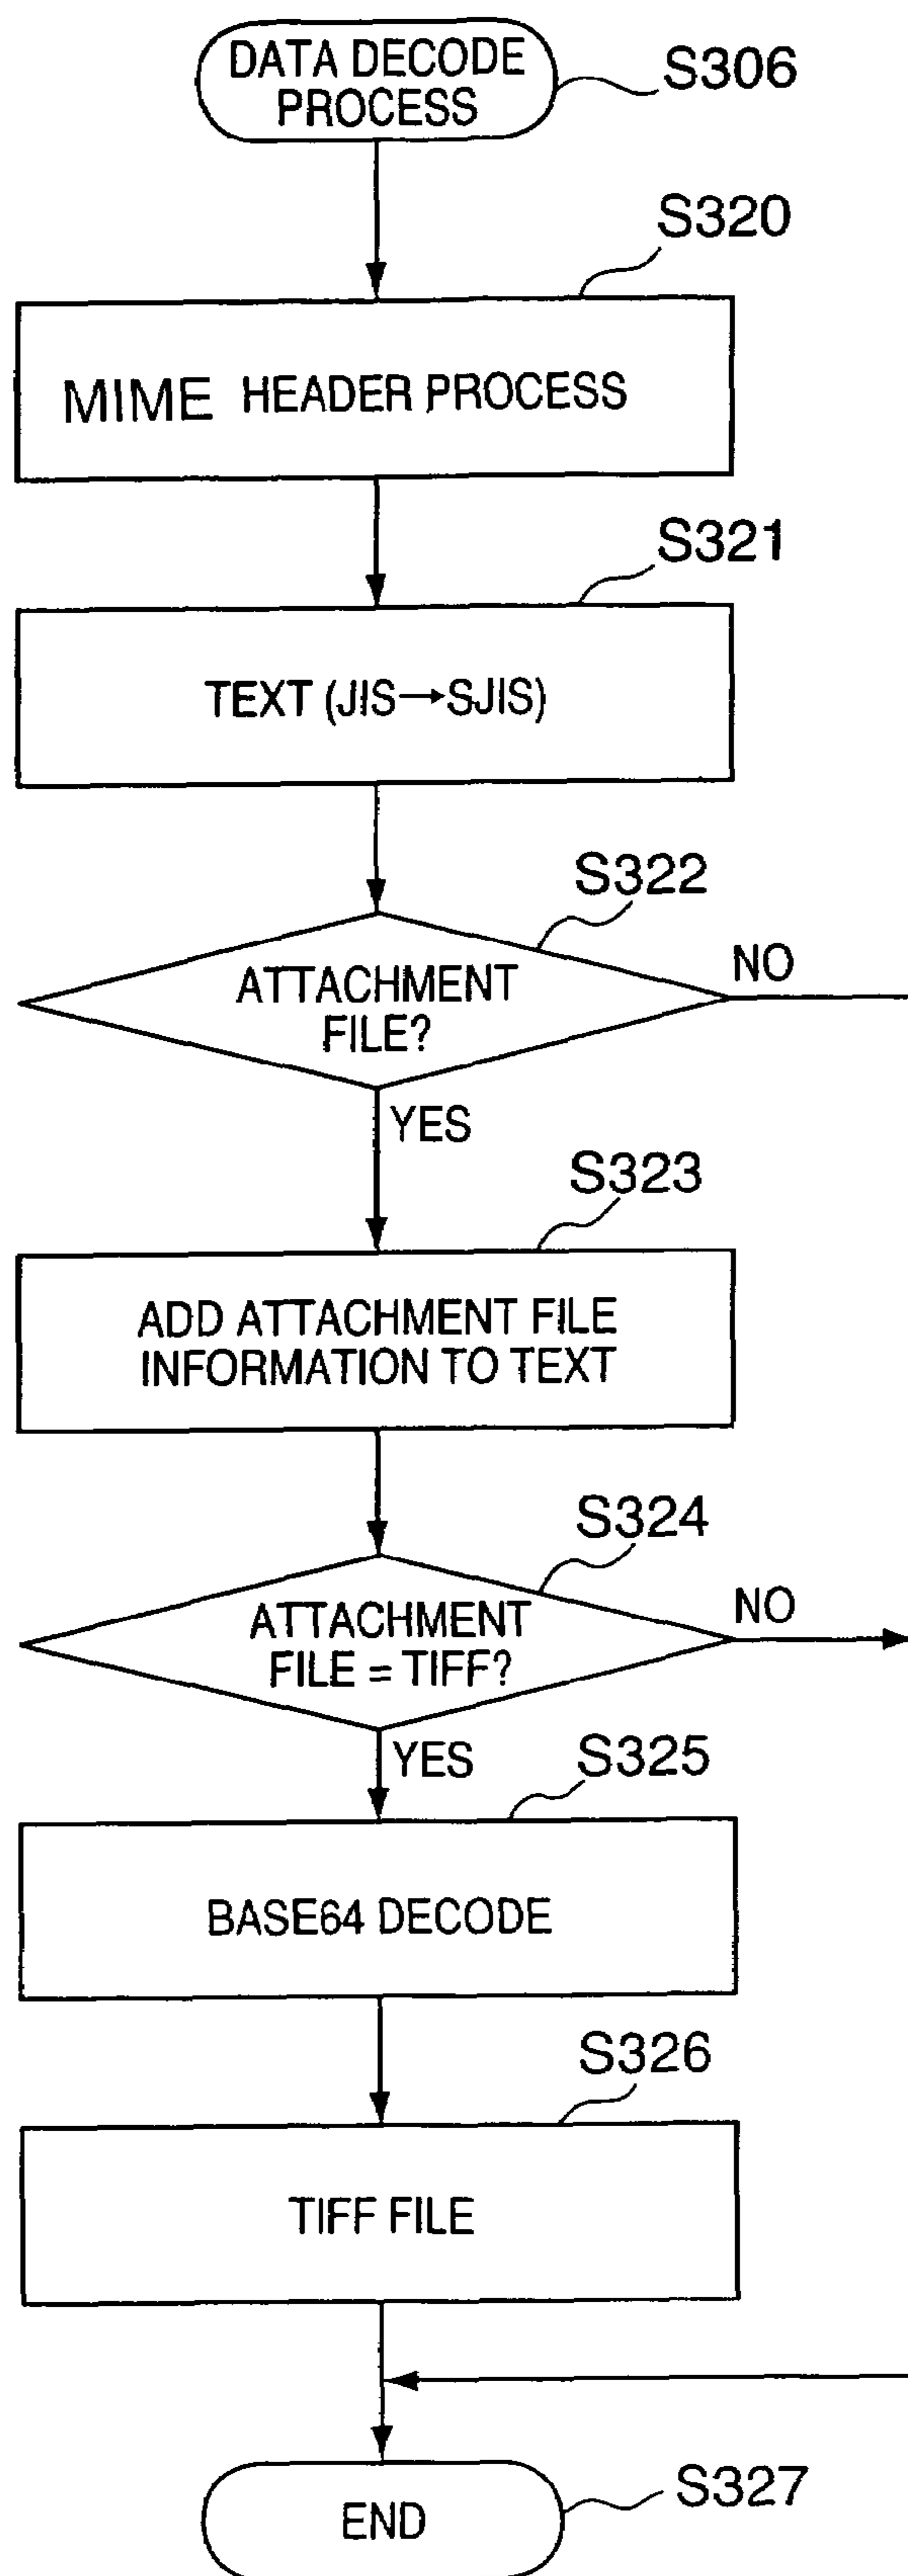 DATA DECODE
PROCESS
S306
S320
MIME HEADER PROCESS
S321
TEXT (JIS→SJIS)
S322
ATTACHMENT
FILE?
NO
YES
S323
ADD ATTACHMENT FILE
INFORMATION TO TEXT
S324
ATTACHMENT
FILE = TIFF?
NO
YES
S325
BASE64 DECODE
S326
TIFF FILE
END
S327